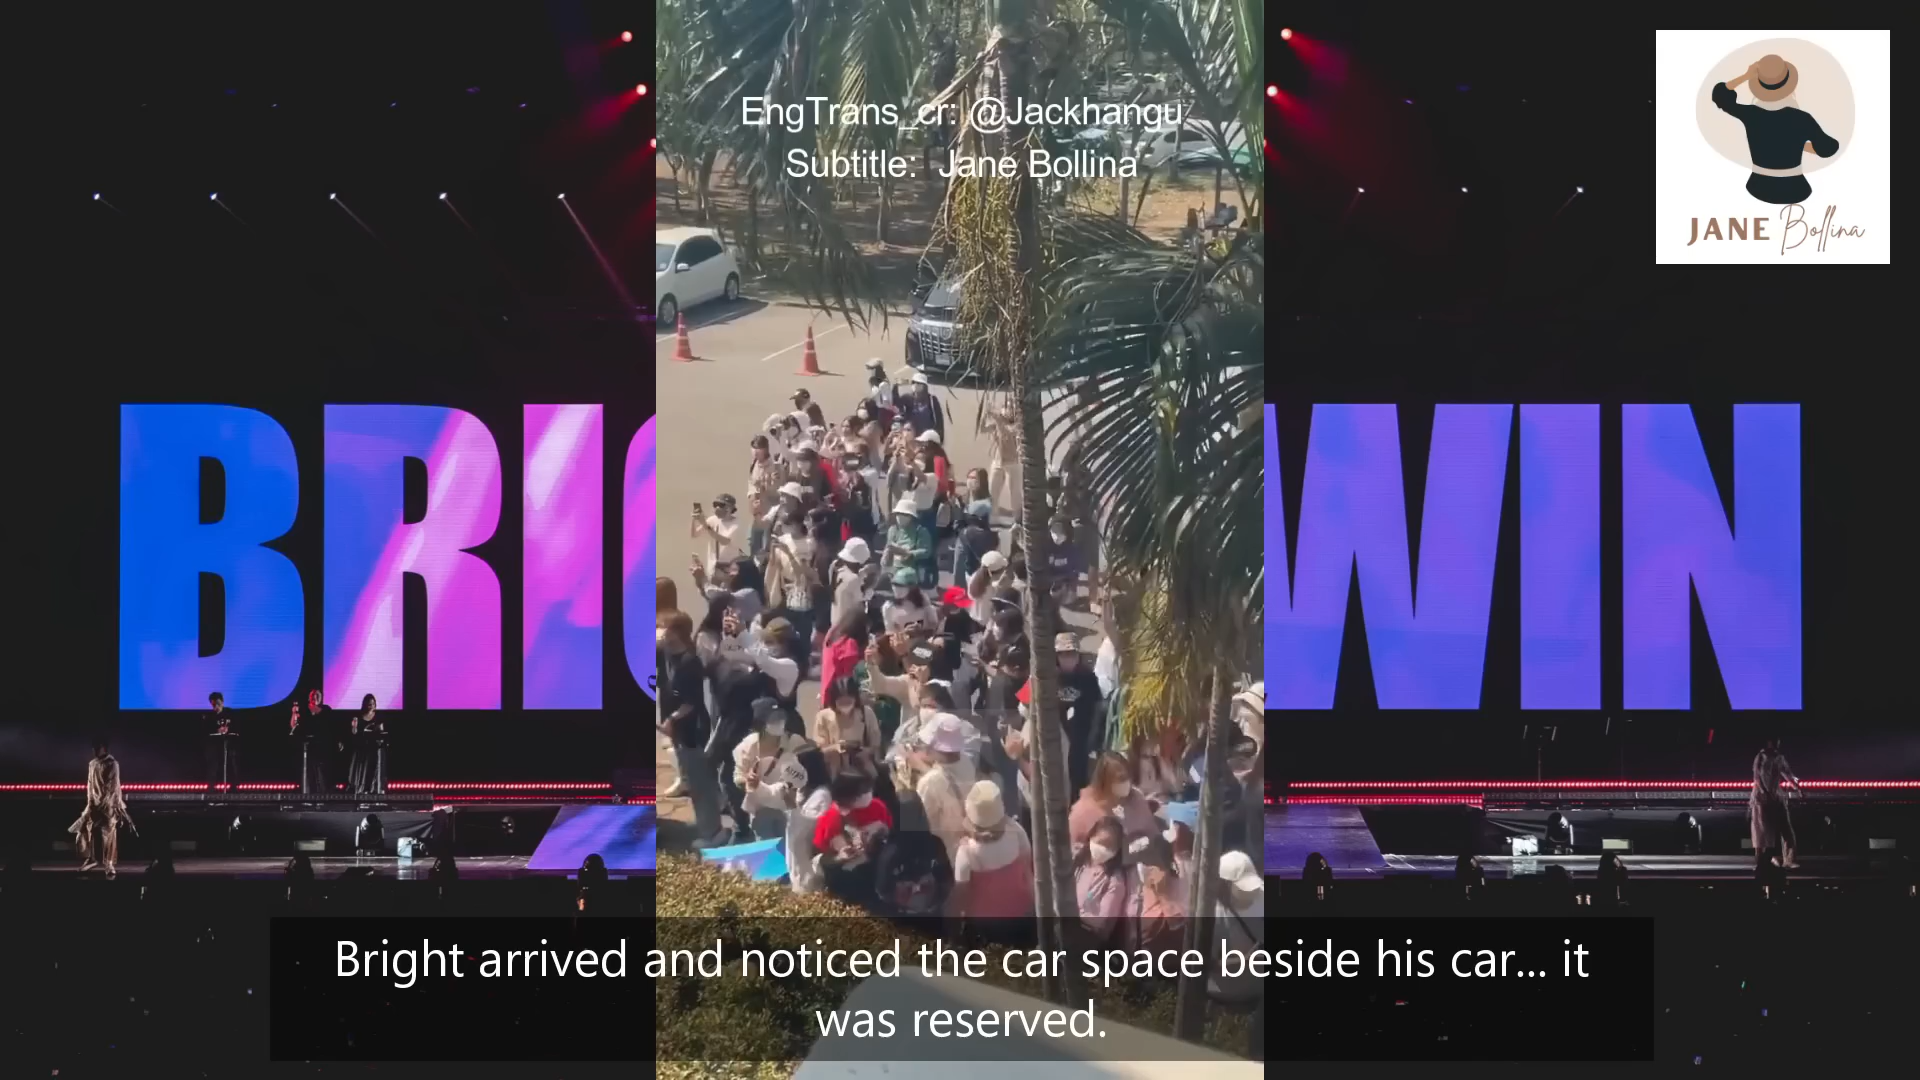 EngTrans_cr: @Jackhangu
Subtitle: Jane Bollina
JANE Bollina
BRI
WIN
Bright arrived and noticed the car space beside his car... it
was reserved.